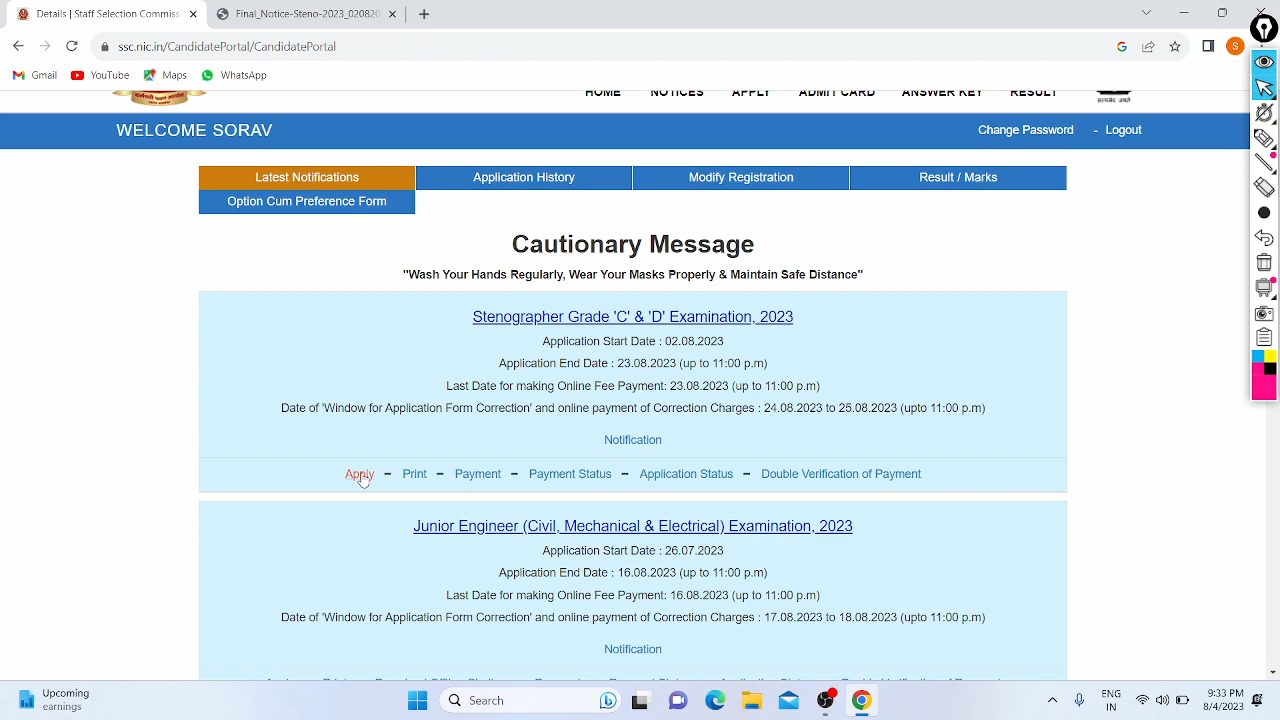 Details | Staff Selection Commiss
Final_Notice-Steno-2023_020820
ssc.nic.in/CandidatePortal/CandidatePortal
S
Gmail YouTube Maps WhatsApp
HOME NOTICES APPLY ADMIT CARD ANSWER KEY RESULT
सत्यमेव जयते
WELCOME SORAV
Change Password - Logout
Latest Notifications Application History Modify Registration Result / Marks
Option Cum Preference Form
Cautionary Message
"Wash Your Hands Regularly, Wear Your Masks Properly & Maintain Safe Distance"
Stenographer Grade 'C' & 'D' Examination, 2023
Application Start Date : 02.08.2023
Application End Date : 23.08.2023 (up to 11:00 p.m)
Last Date for making Online Fee Payment: 23.08.2023 (up to 11:00 p.m)
Date of 'Window for Application Form Correction' and online payment of Correction Charges : 24.08.2023 to 25.08.2023 (upto 11:00 p.m)
Notification
Apply - Print - Payment - Payment Status - Application Status - Double Verification of Payment
Junior Engineer (Civil, Mechanical & Electrical) Examination, 2023
Application Start Date : 26.07.2023
Application End Date : 16.08.2023 (up to 11:00 p.m)
Last Date for making Online Fee Payment: 16.08.2023 (up to 11:00 p.m)
Date of 'Window for Application Form Correction' and online payment of Correction Charges : 17.08.2023 to 18.08.2023 (upto 11:00 p.m)
Notification
Upcoming
earnings
Search
ENG
IN
9:33 PM
8/4/2023